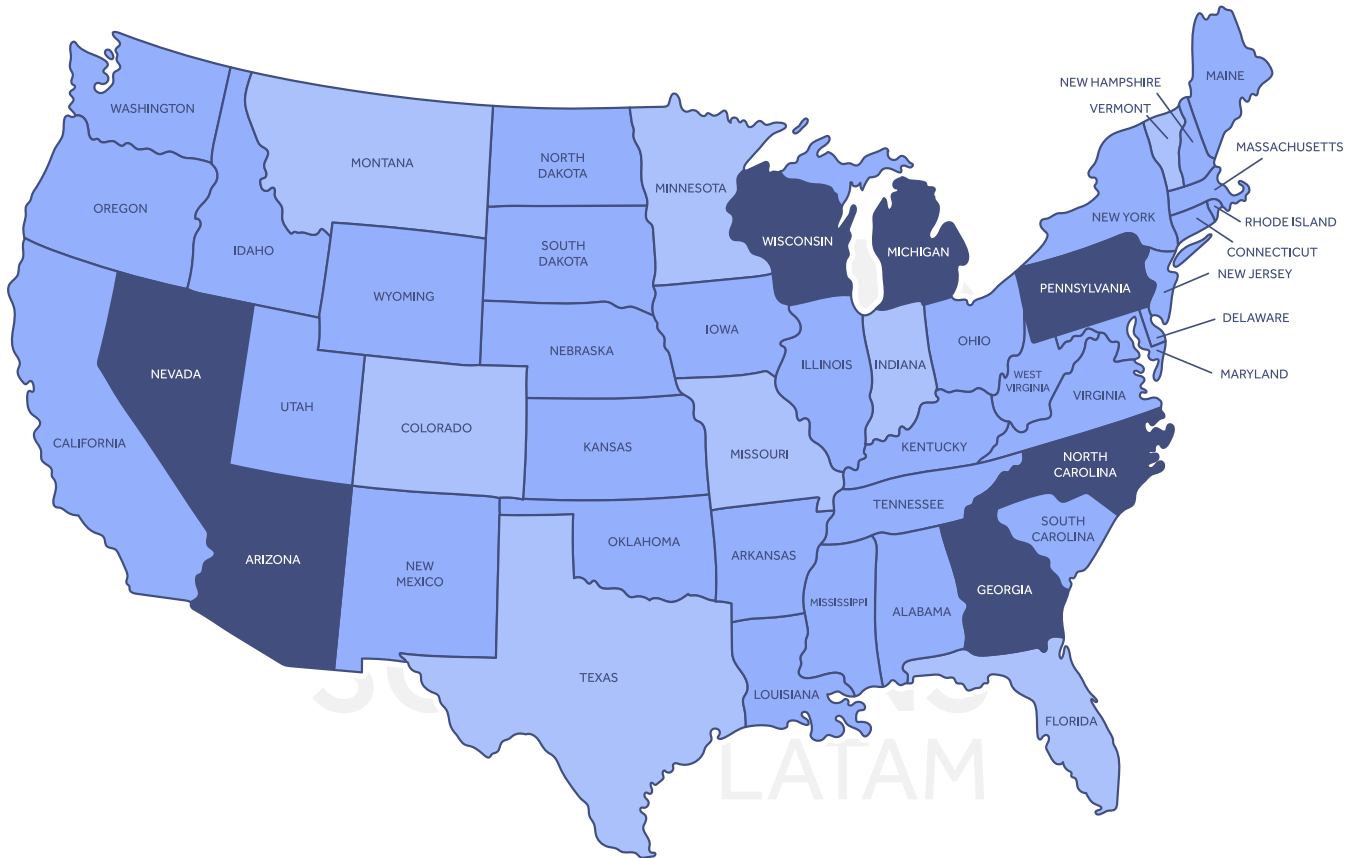 MAINE
NEW HAMPSHIRE
VERMONT
WASHINGTON
MASSACHUSETTS
MONTANA
NORTH
DAKOTA
MINNESOTA
OREGON
NEW YORK
RHODE ISLAND
IDAHO
SOUTH
DAKOTA
WISCONSIN
MICHIGAN
CONNECTICUT
NEW JERSEY
WYOMING
PENNSYLVANIA
DELAWARE
IOWA
OHIO
NEBRASKA
ILLINOIS
INDIANA
NEVADA
WEST
VIRGINIA
MARYLAND
UTAH
VIRGINIA
COLORADO
CALIFORNIA
KANSAS
MISSOURI
KENTUCKY
NORTH
CAROLINA
TENNESSEE
SOUTH
CAROLINA
ARIZONA
NEW
MEXICO
OKLAHOMA
ARKANSAS
GEORGIA
MISSISSIPPI
ALABAMA
TEXAS
LOUISIANA
FLORIDA
LATAM